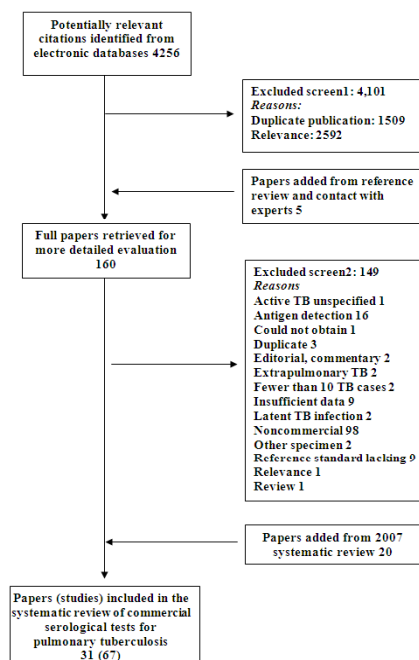 Potentially relevant
citations identified from
electronic databases 4256
Excluded screen1: 4,101
Reasons:
Duplicate publication: 1509
Relevance: 2592
Papers added from reference
review and contact with
experts 5
Full papers retrieved for
more detailed evaluation
160
Excluded screen2: 149
Reasons
Active TB unspecified 1
Antigen detection 16
Could not obtain 1
Duplicate 3
Editorial, commentary 2
Extrapulmonary TB 2
Fewer than 10 TB cases 2
Insufficient data 9
Latent TB infection 2
Noncommercial 98
Other specimen 2
Reference standard lacking 9
Relevance 1
Review 1
Papers added from 2007
systematic review 20
Papers (studies) included in the
systematic review of commercial
serological tests for
pulmonary tuberculosis
31 (67)